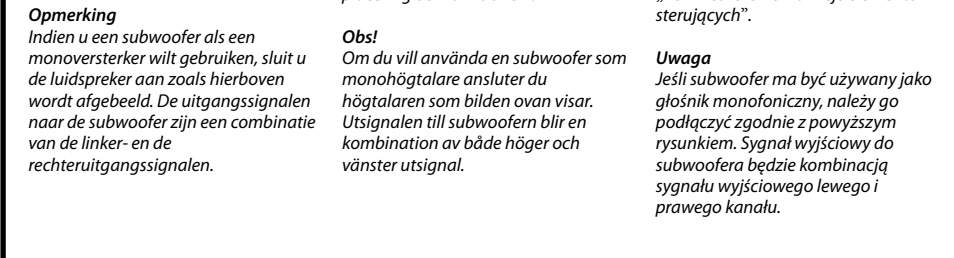 Opmerking
Indien u een subwoofer als een
monoversterker wilt gebruiken, sluit u
de luidspreker aan zoals hierboven
wordt afgebeeld. De uitgangssignalen
naar de subwoofer zijn een combinatie
van de linker- en de
rechteruitgangssignalen.
Obs!
Om du vill använda en subwoofer som
monohögtalare ansluter du
högtalaren som bilden ovan visar.
Utsignalen till subwoofern blir en
kombination av både höger och
vänster utsignal.
sterujących”.
Uwaga
Jeśli subwoofer ma być używany jako
głośnik monofoniczny, należy go
podłączyć zgodnie z powyższym
rysunkiem. Sygnał wyjściowy do
subwoofera będzie kombinacją
sygnału wyjściowego lewego i
prawego kanału.